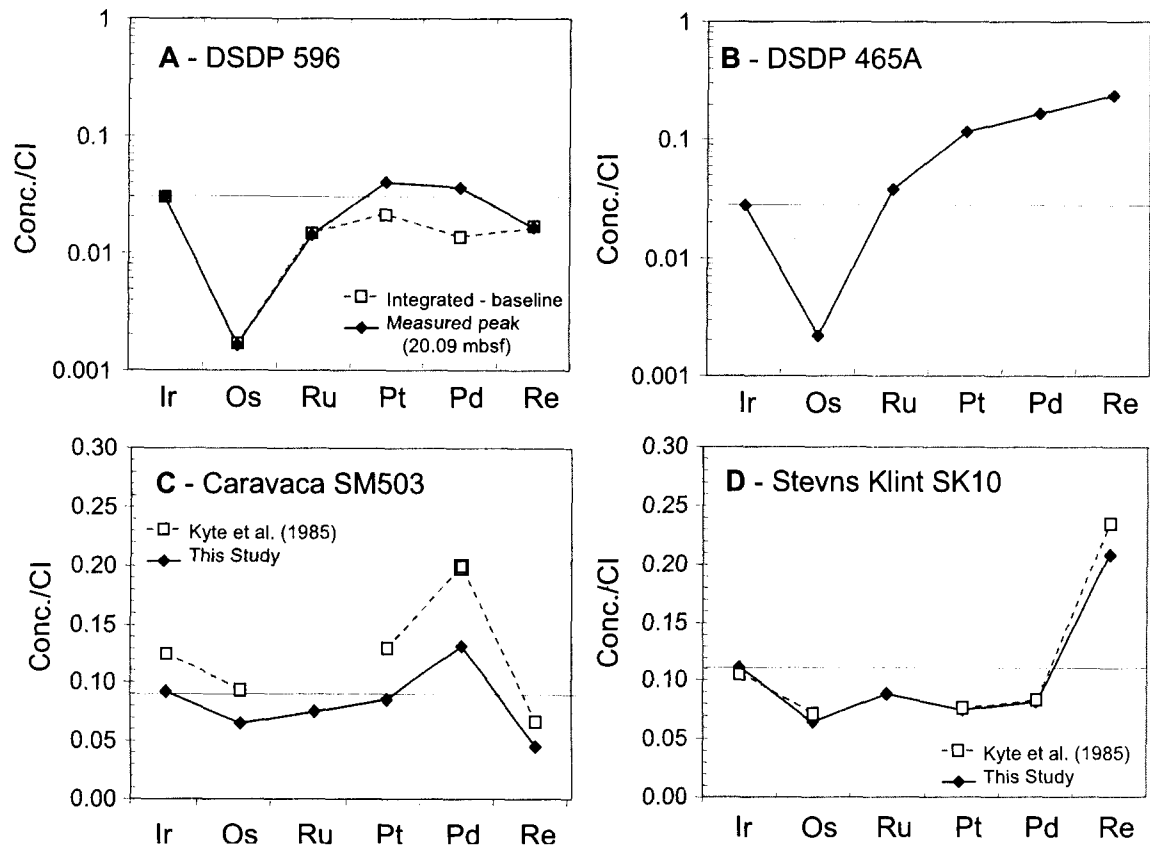 A - DSDP 596
1
0.1
0.01
0.001
Conc./CI
Integrated - baseline
Measured peak
(20.09 mbsf)
Ir Os Ru Pt Pd Re
B - DSDP 465A
1
0.1
0.01
0.001
Conc./CI
Ir Os Ru Pt Pd Re
C - Caravaca SM503
0.30
0.25
0.20
0.15
0.10
0.05
0.00
Conc./CI
Kyte et al. (1985)
This Study
Ir Os Ru Pt Pd Re
D - Stevns Klint SK10
0.30
0.25
0.20
0.15
0.10
0.05
0.00
Conc./CI
Kyte et al. (1985)
This Study
Ir Os Ru Pt Pd Re